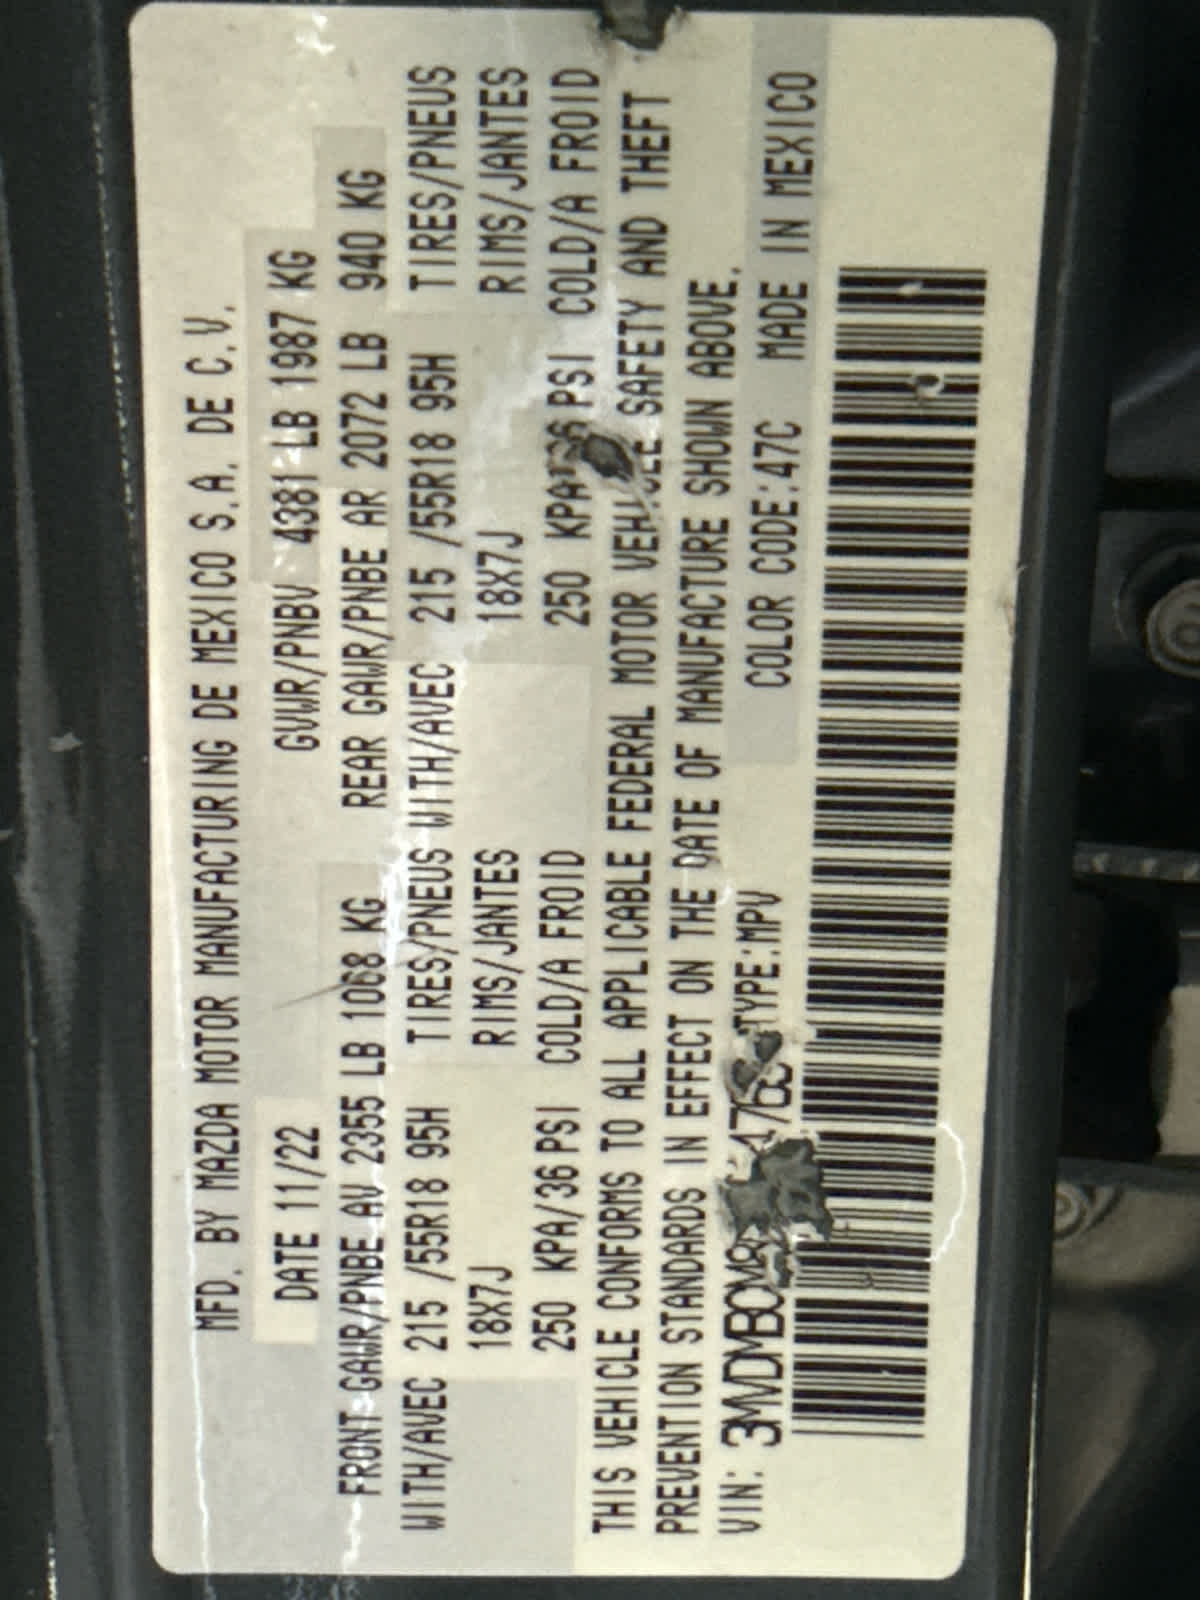 MFD. BY MAZDA MOTOR MANUFACTURING DE MEXICO S.A. DE C.V.
DATE 11/22 GVWR/PNBV 4381 LB 1987 KG
FRONT GAWR/PNBE AV 2355 LB 1068 KG REAR GAWR/PNBE AR 2072 LB 940 KG
WITH/AVEC 215 /55R18 95H TIRES/PNEUS WITH/AVEC 215 /55R18 95H TIRES/PNEUS
18X7J RIMS/JANTES 18X7J RIMS/JANTES
250 KPA/36 PSI COLD/A FROID 250 KPA PSI COLD/A FROID
THIS VEHICLE CONFORMS TO ALL APPLICABLE FEDERAL MOTOR VEHICLE SAFETY AND THEFT
PREVENTION STANDARDS IN EFFECT ON THE DATE OF MANUFACTURE SHOWN ABOVE.
VIN: TYPE:MPV COLOR CODE:47C MADE IN MEXICO